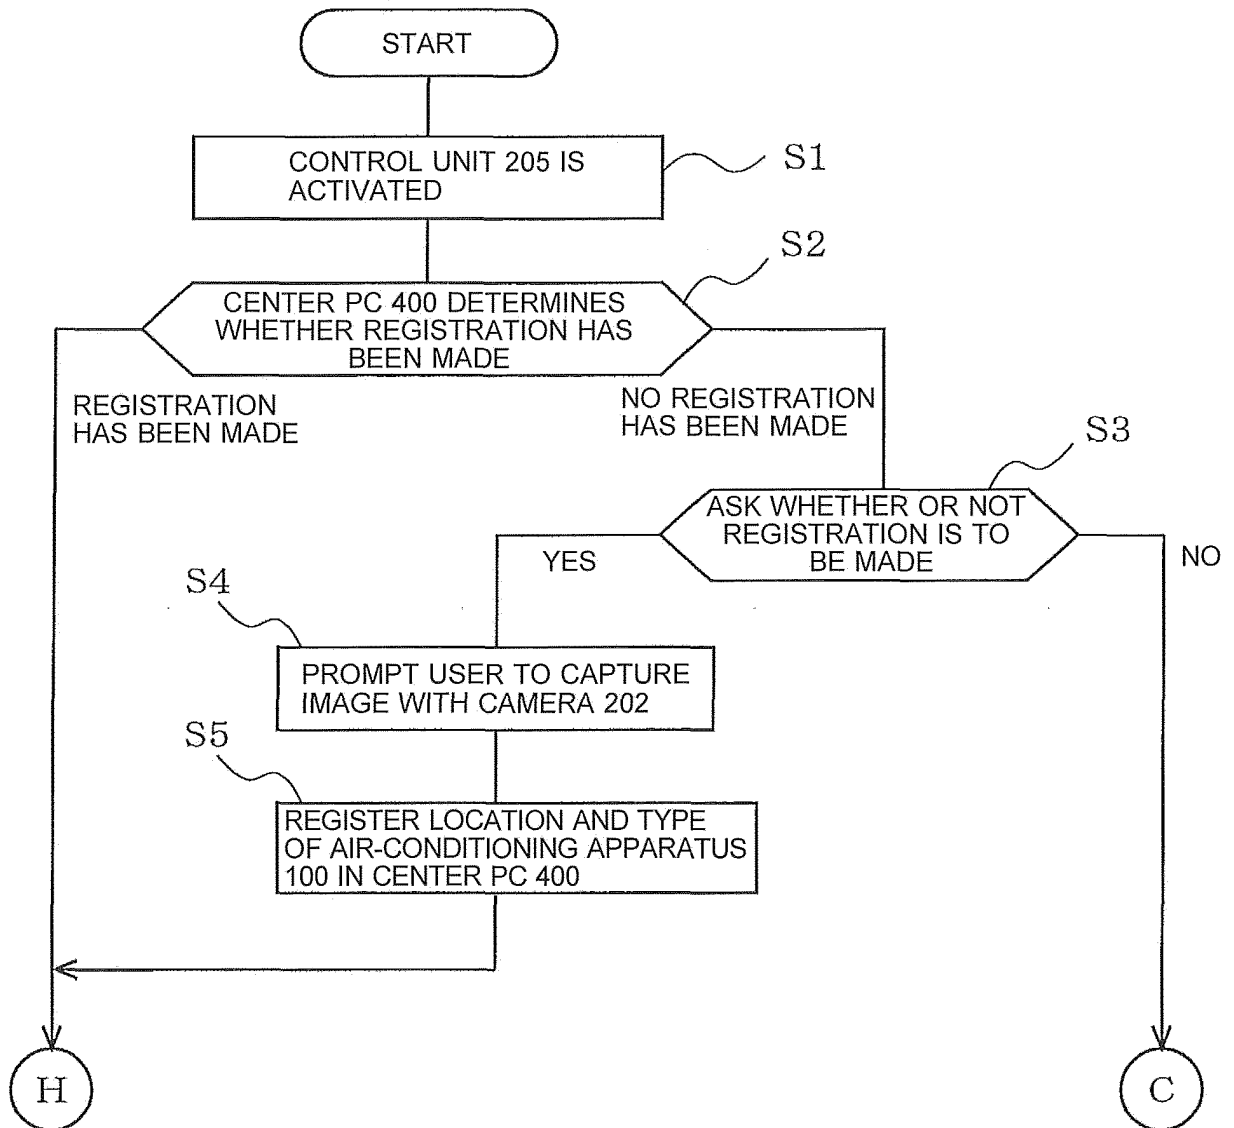 START
CONTROL UNIT 205 IS
ACTIVATED
S1
S2
CENTER PC 400 DETERMINES
WHETHER REGISTRATION HAS
BEEN MADE
REGISTRATION
HAS BEEN MADE
NO REGISTRATION
HAS BEEN MADE
S3
ASK WHETHER OR NOT
REGISTRATION IS TO
BE MADE
YES
NO
S4
PROMPT USER TO CAPTURE
IMAGE WITH CAMERA 202
S5
REGISTER LOCATION AND TYPE
OF AIR-CONDITIONING APPARATUS
100 IN CENTER PC 400
H
C